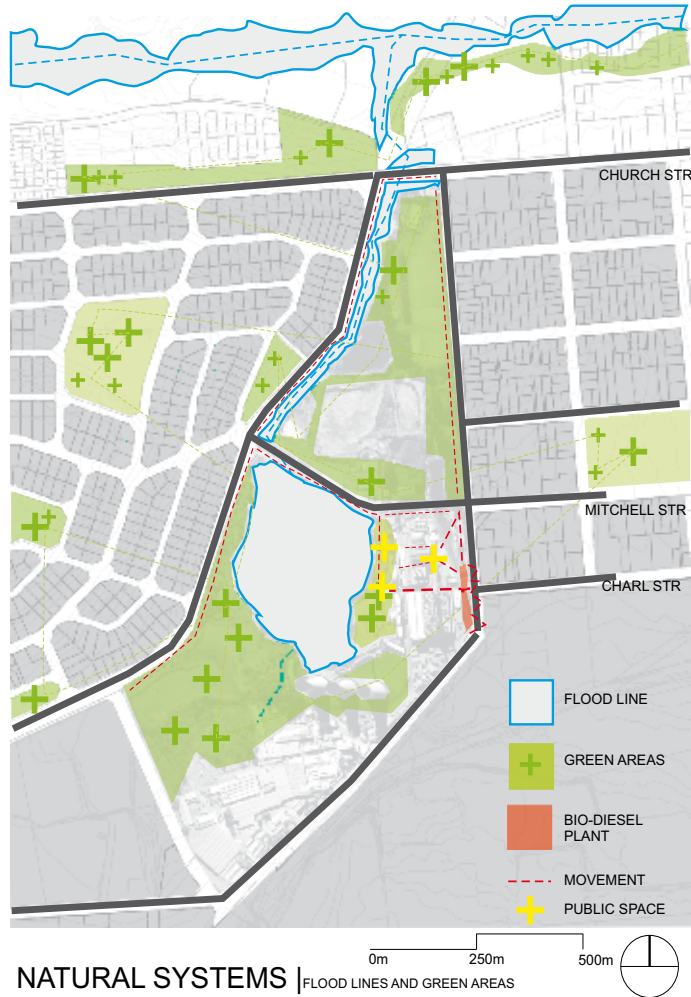 CHURCH STR
MITCHELL STR
CHARL STR
FLOOD LINE
GREEN AREAS
BIO-DIESEL
PLANT
MOVEMENT
PUBLIC SPACE
0m 250m 500m
NATURAL SYSTEMS | FLOOD LINES AND GREEN AREAS